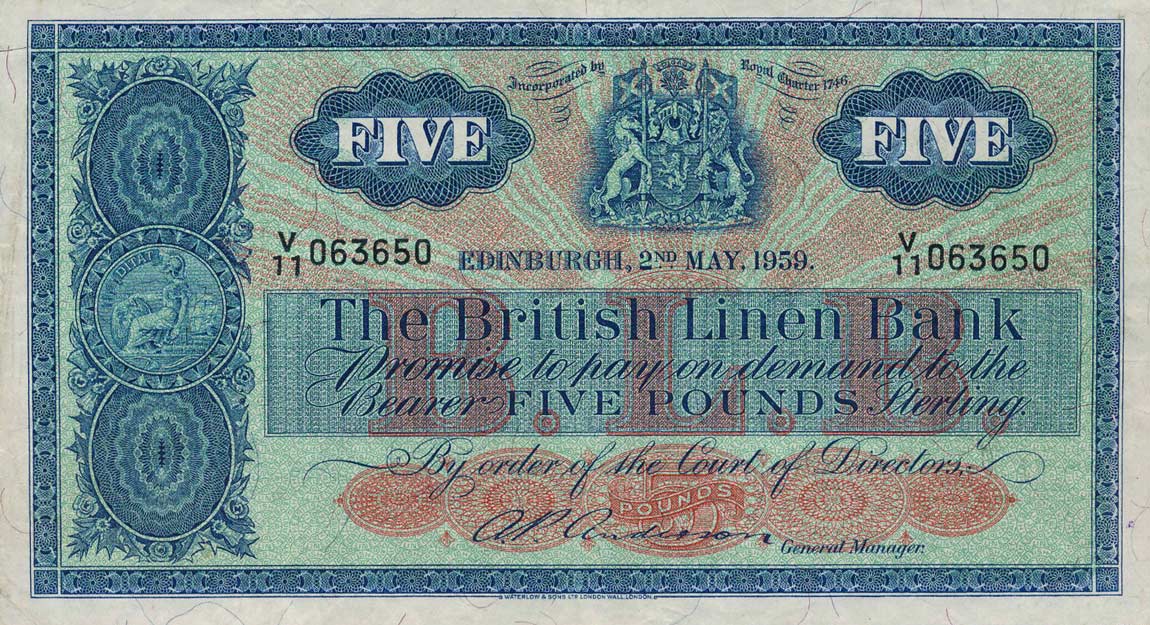 Incorporated by Royal Charter 1746
FIVE FIVE
V/11 063650 V/11 063650
EDINBURGH, 2ND MAY, 1959.
The British Linen Bank
Promise to pay on demand to the
Bearer FIVE POUNDS Sterling.
B.L.B.
By order of the Court of Directors.
5
POUNDS
A.P. Anderson
General Manager.
WATERLOW & SONS LTD LONDON WALL, LONDON.